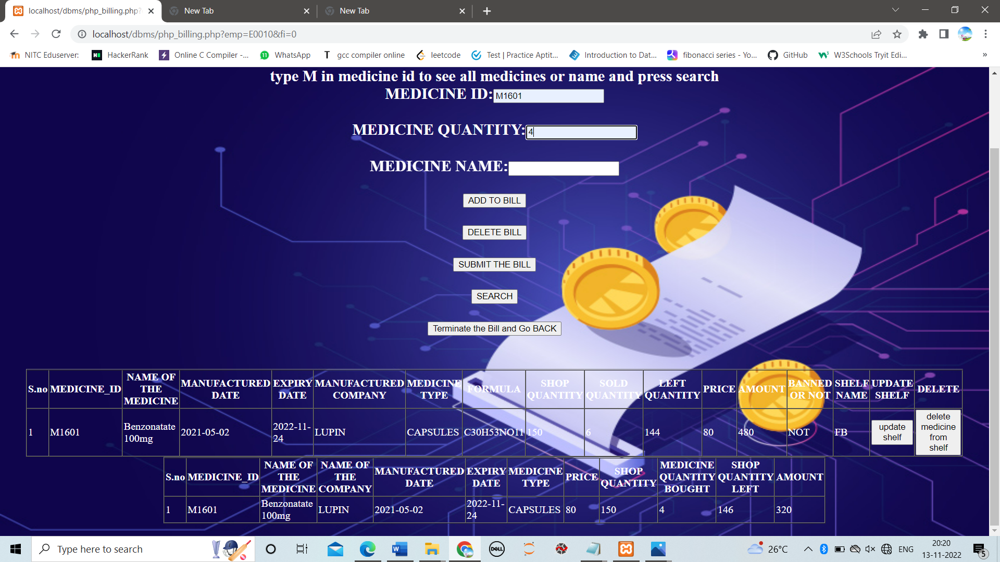 localhost/dbms/php_billing.php?
New Tab
New Tab
localhost/dbms/php_billing.php?emp=E0010&fi=0
NITC Eduserver:
HackerRank
Online C Compiler -...
WhatsApp
gcc compiler online
leetcode
Test | Practice Aptit...
Introduction to Dat...
fibonacci series - Yo...
GitHub
W3Schools Tryit Edi...
type M in medicine id to see all medicines or name and press search
MEDICINE ID: M1601
MEDICINE QUANTITY: 4
MEDICINE NAME:
ADD TO BILL
DELETE BILL
SUBMIT THE BILL
SEARCH
Terminate the Bill and Go BACK
S.no MEDICINE_ID NAME OF THE MEDICINE MANUFACTURED DATE EXPIRY DATE MANUFACTURED COMPANY MEDICINE TYPE FORMULA SHOP QUANTITY SOLD QUANTITY LEFT QUANTITY PRICE AMOUNT BANNED OR NOT SHELF NAME UPDATE SHELF DELETE
1 M1601 Benzonatate 100mg 2021-05-02 2022-11-24 LUPIN CAPSULES C30H53NO11 150 6 144 80 480 NOT FB update shelf delete medicine from shelf
S.no MEDICINE_ID NAME OF THE MEDICINE NAME OF THE COMPANY MANUFACTURED DATE EXPIRY DATE MEDICINE TYPE PRICE SHOP QUANTITY MEDICINE QUANTITY BOUGHT SHOP QUANTITY LEFT AMOUNT
1 M1601 Benzonatate 100mg LUPIN 2021-05-02 2022-11-24 CAPSULES 80 150 4 146 320
Type here to search
DELL
26°C
ENG
20:20
13-11-2022
5